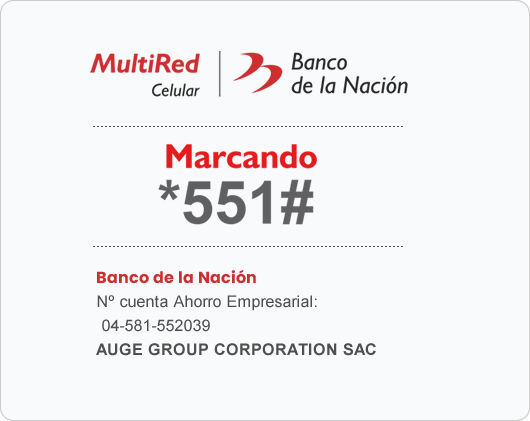 MultiRed
Celular
Banco
de la Nación
Marcando
*551#
Banco de la Nación
Nº cuenta Ahorro Empresarial:
04-581-552039
AUGE GROUP CORPORATION SAC